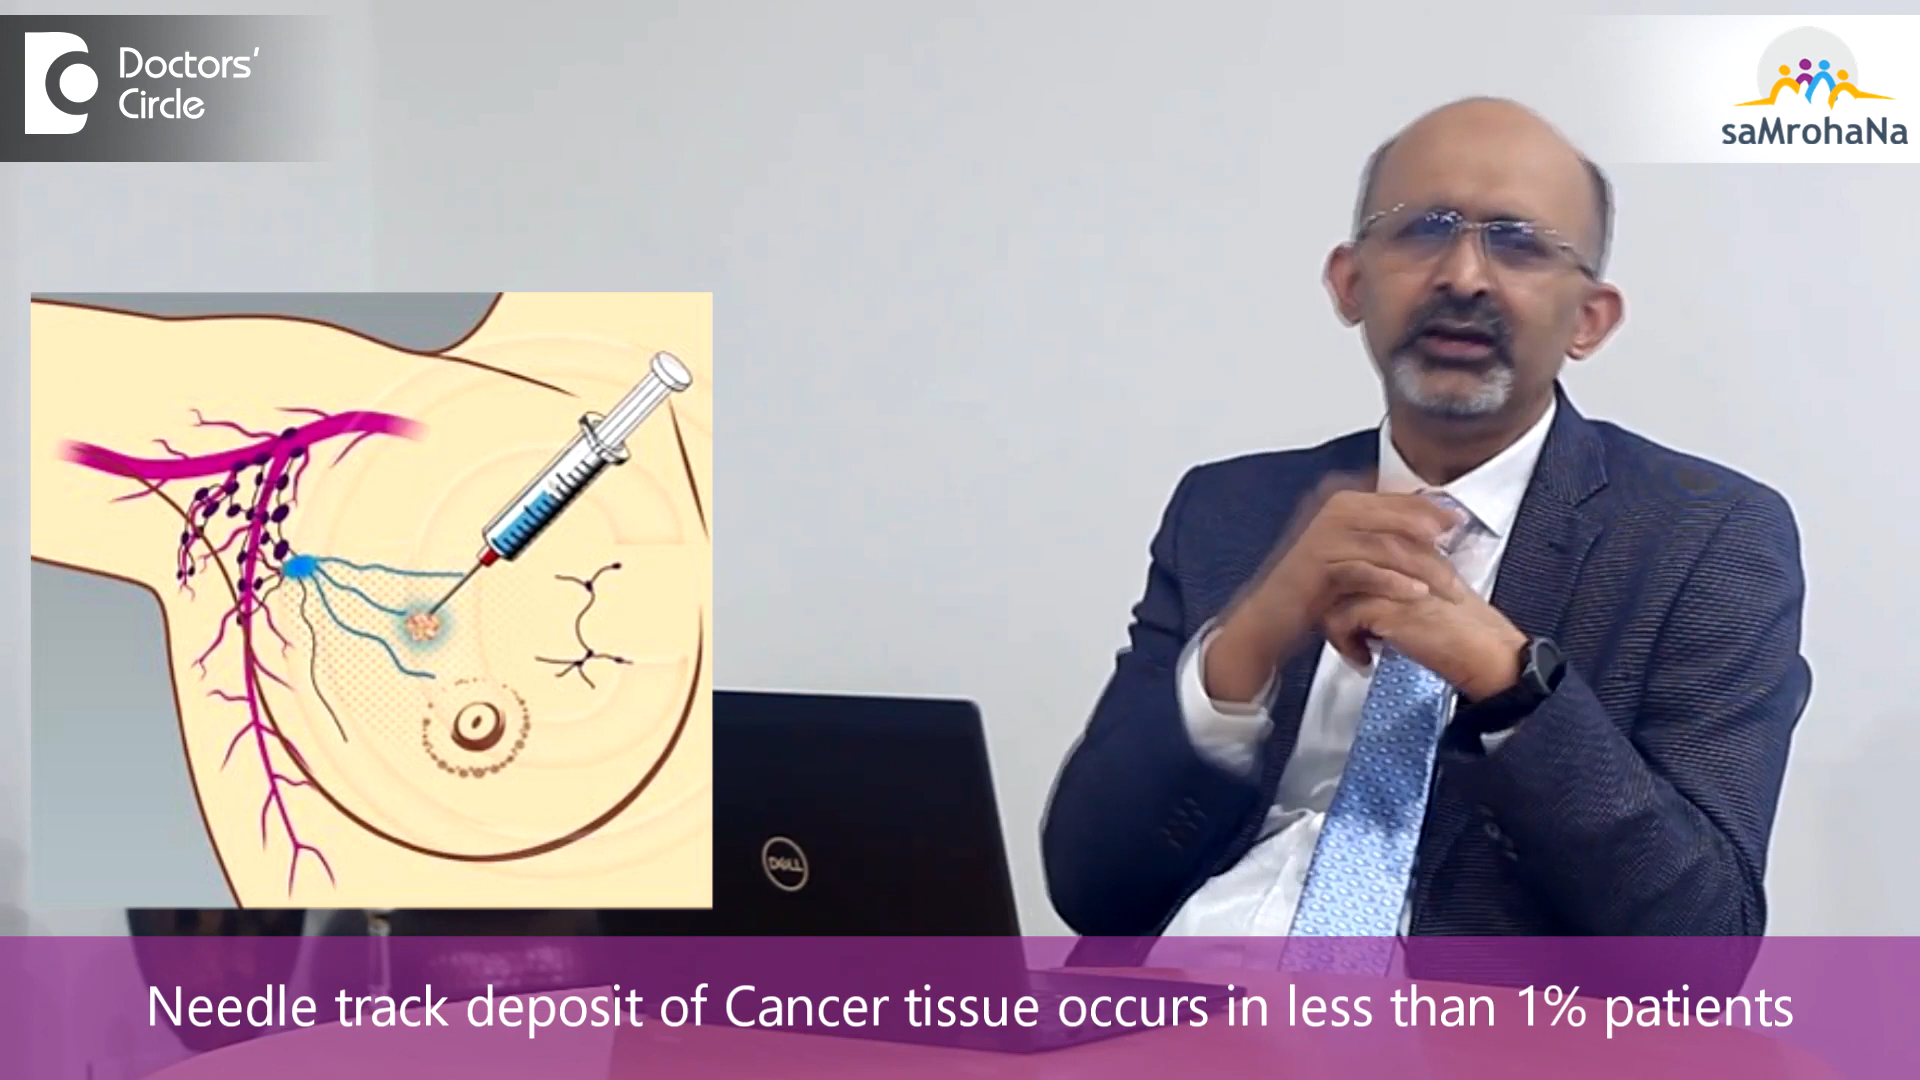 Doctors'
Circle
saMrohaNa
DELL
Needle track deposit of Cancer tissue occurs in less than 1% patients